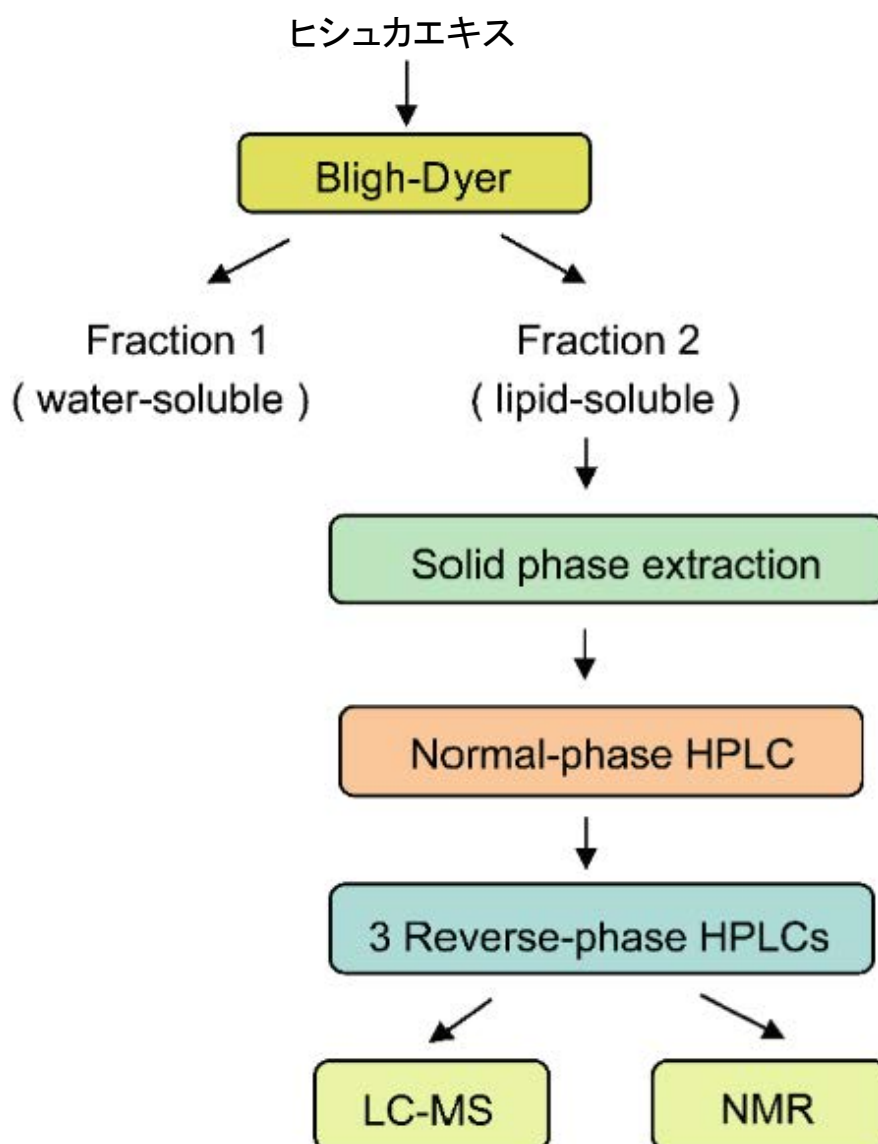 ヒシュカエキス
Bligh-Dyer
Fraction 1
( water-soluble )
Fraction 2
( lipid-soluble )
Solid phase extraction
Normal-phase HPLC
3 Reverse-phase HPLCs
LC-MS
NMR